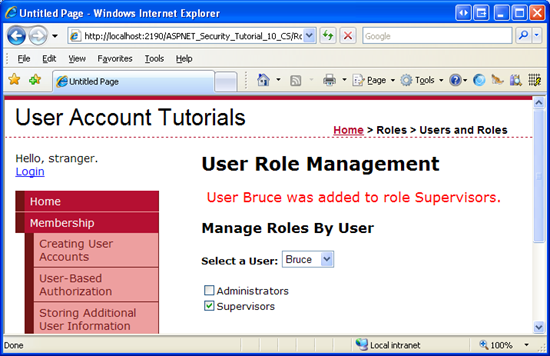 Untitled Page - Windows Internet Explorer
http://localhost:2190/ASPNET_Security_Tutorial_10_CS/Ro
Google
File Edit View Favorites Tools Help
Untitled Page
Page Tools
User Account Tutorials
Home > Roles > Users and Roles
Hello, stranger.
Login
Home
Membership
Creating User
Accounts
User-Based
Authorization
Storing Additional
User Information
User Role Management
User Bruce was added to role Supervisors.
Manage Roles By User
Select a User: Bruce
Administrators
Supervisors
Done
Local intranet
100%